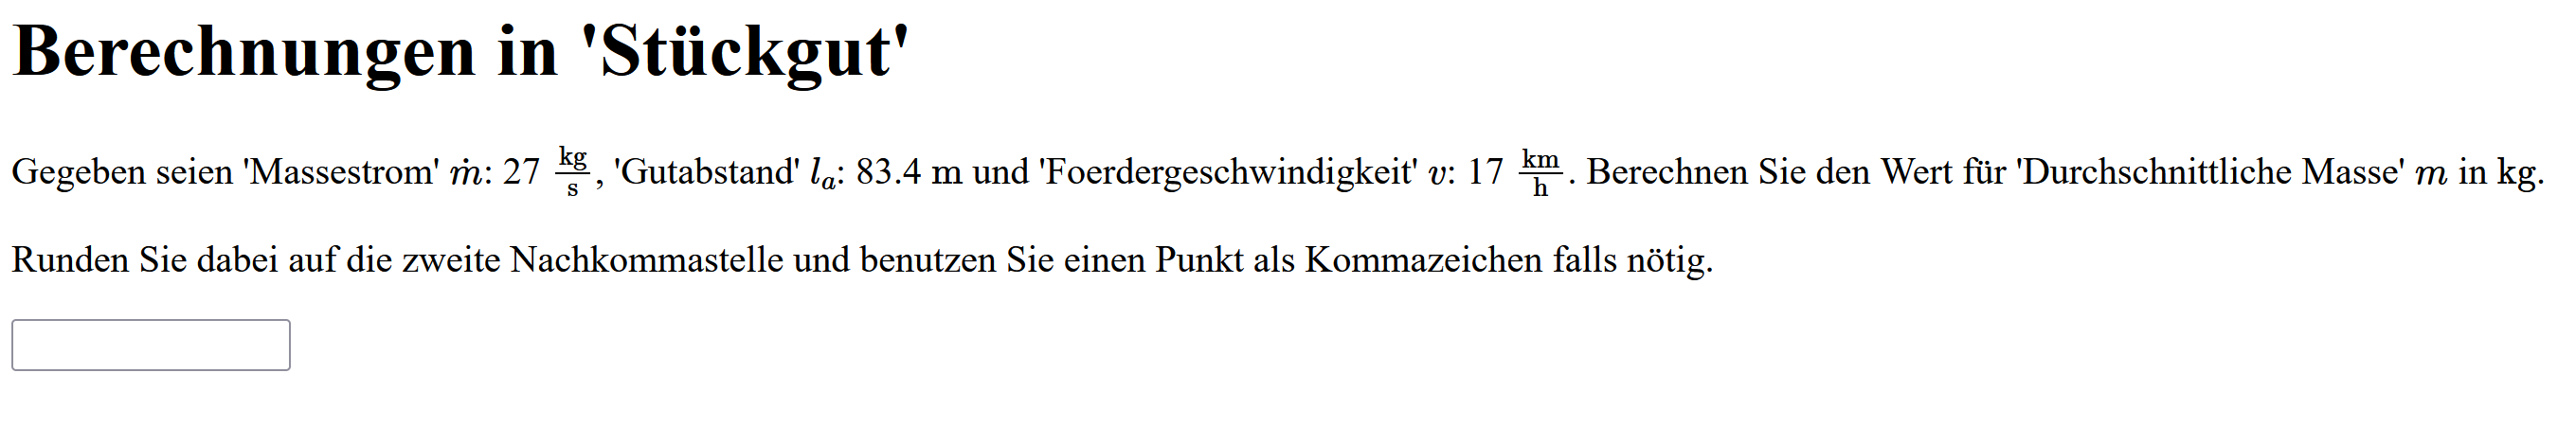 Berechnungen in 'Stückgut'
Gegeben seien 'Massestrom' ṁ: 27 kg/s, 'Gutabstand' lₐ: 83.4 m und 'Foerdergeschwindigkeit' v: 17 km/h. Berechnen Sie den Wert für 'Durchschnittliche Masse' m in kg.
Runden Sie dabei auf die zweite Nachkommastelle und benutzen Sie einen Punkt als Kommazeichen falls nötig.